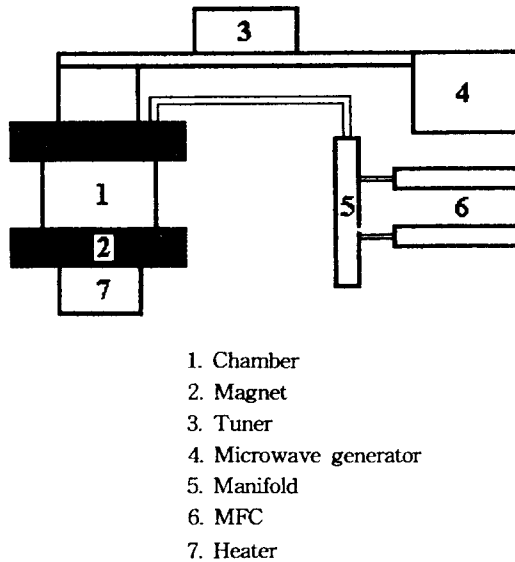 3
4
1
5
6
2
7
1. Chamber
2. Magnet
3. Tuner
4. Microwave generator
5. Manifold
6. MFC
7. Heater